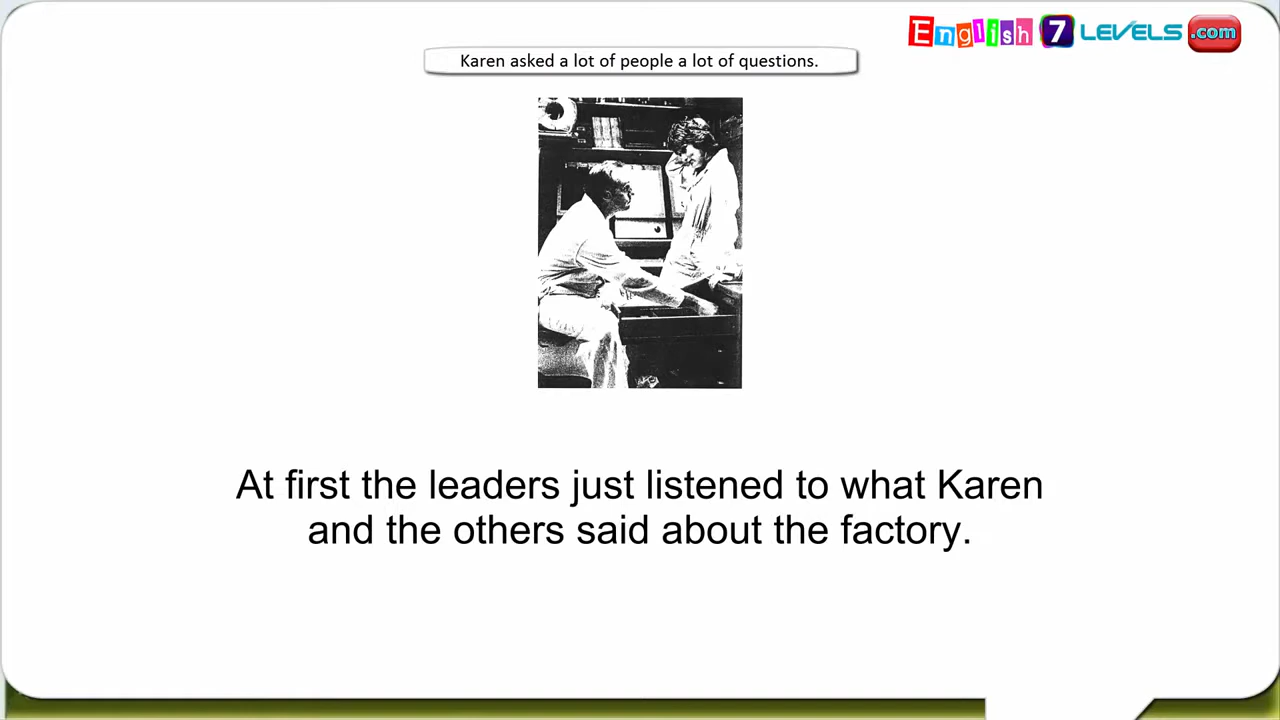 English 7 LEVELS .com
Karen asked a lot of people a lot of questions.
At first the leaders just listened to what Karen
and the others said about the factory.